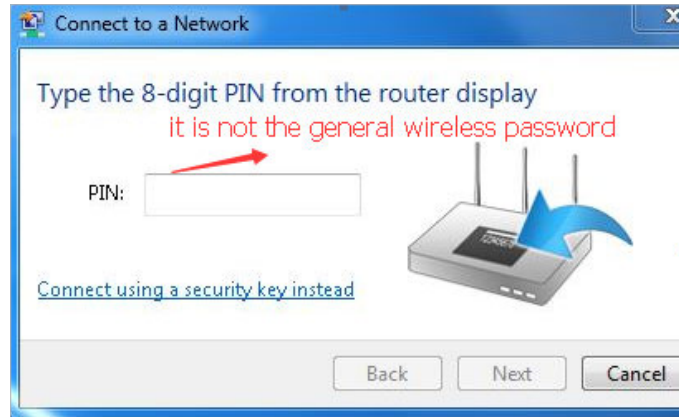 Connect to a Network
Type the 8-digit PIN from the router display
it is not the general wireless password
PIN:
12345670
Connect using a security key instead
Back
Next
Cancel